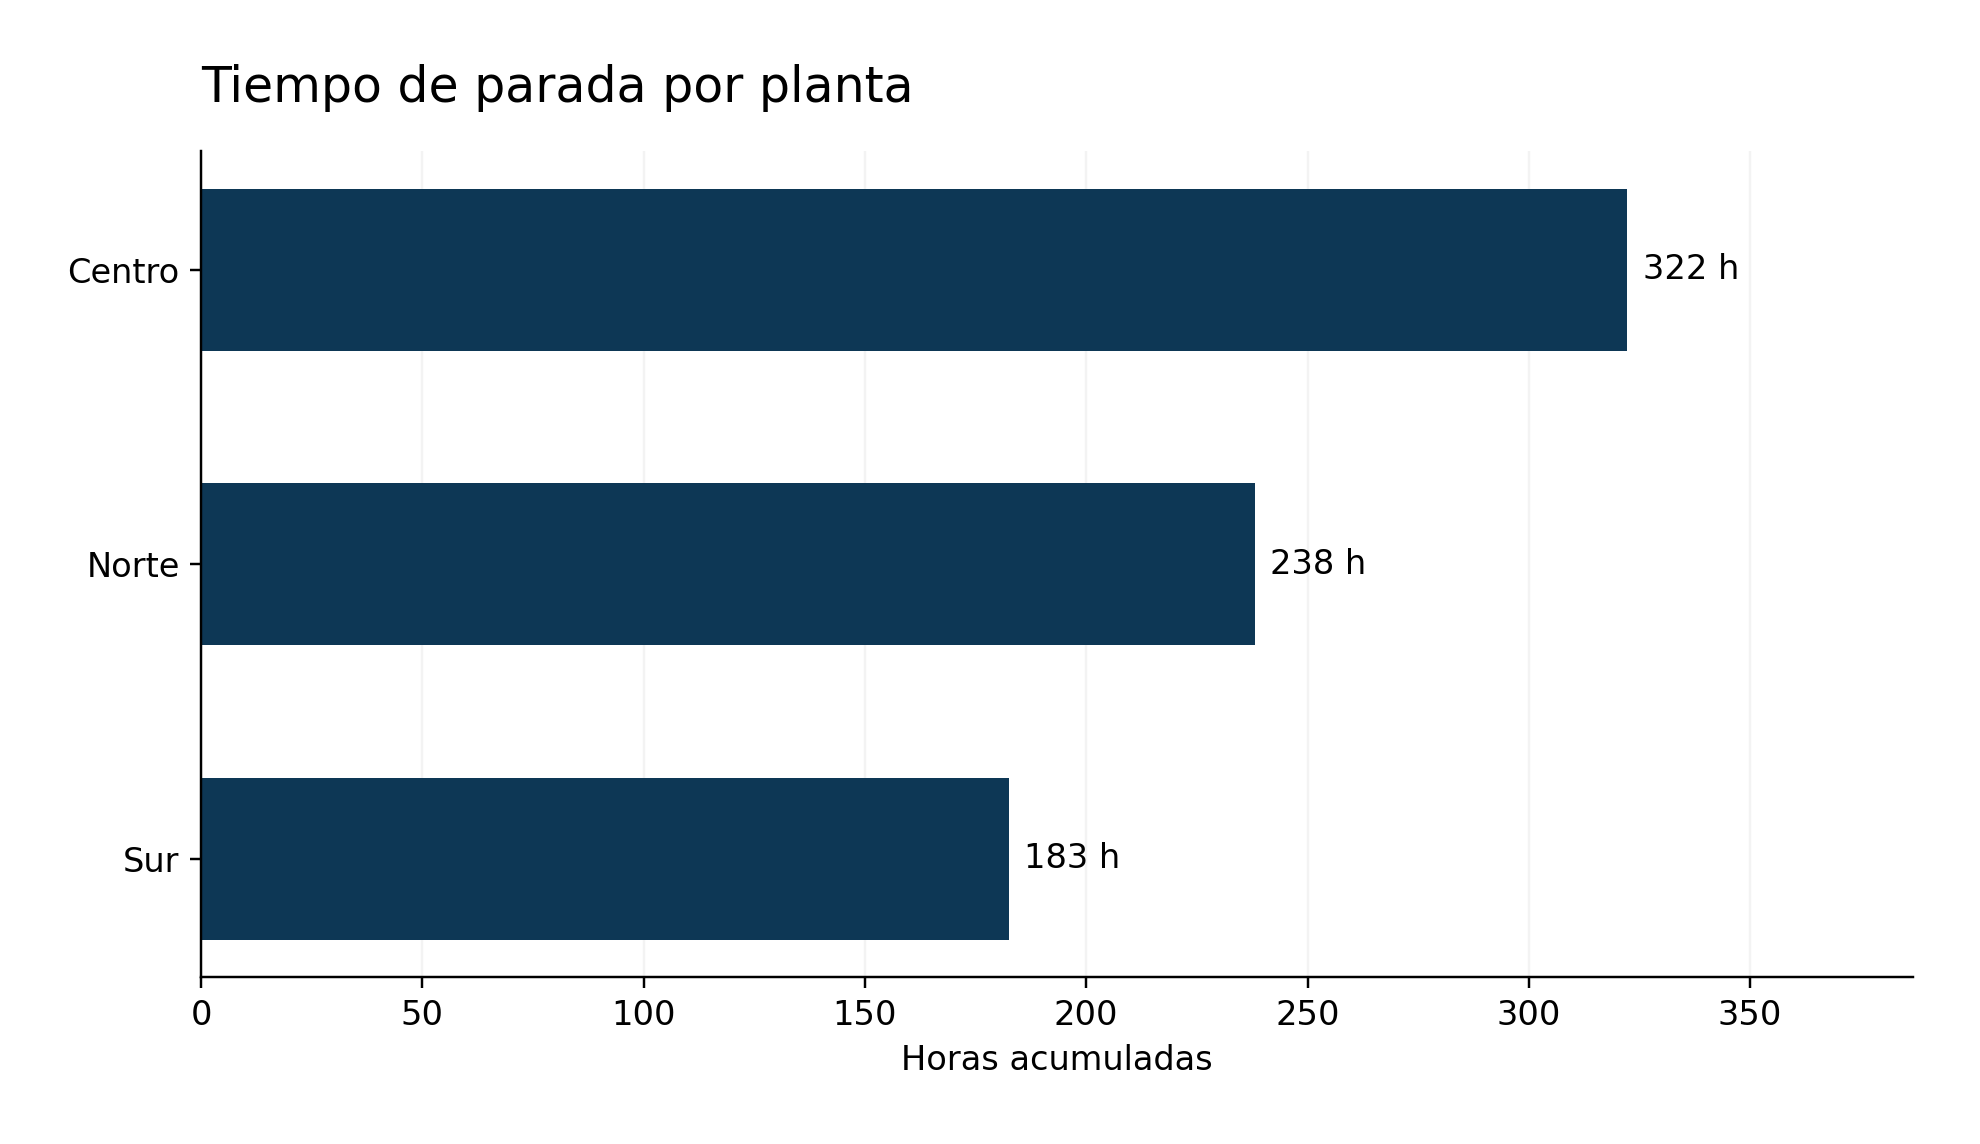 Tiempo de parada por planta
Centro
322 h
Norte
238 h
Sur
183 h
0 50 100 150 200 250 300 350
Horas acumuladas